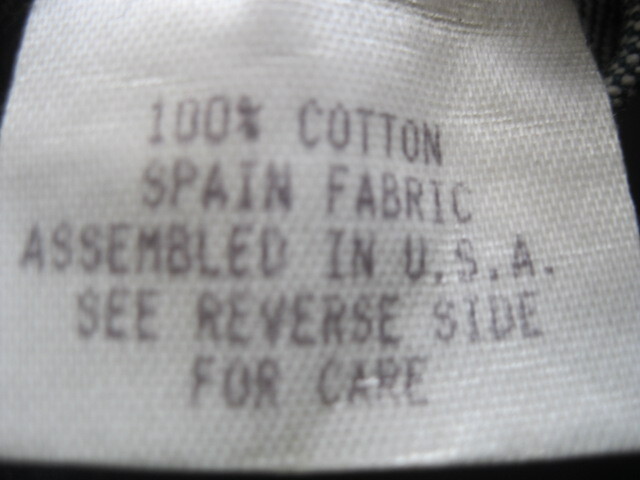 100% COTTON
SPAIN FABRIC
ASSEMBLED IN U.S.A.
SEE REVERSE SIDE
FOR CARE